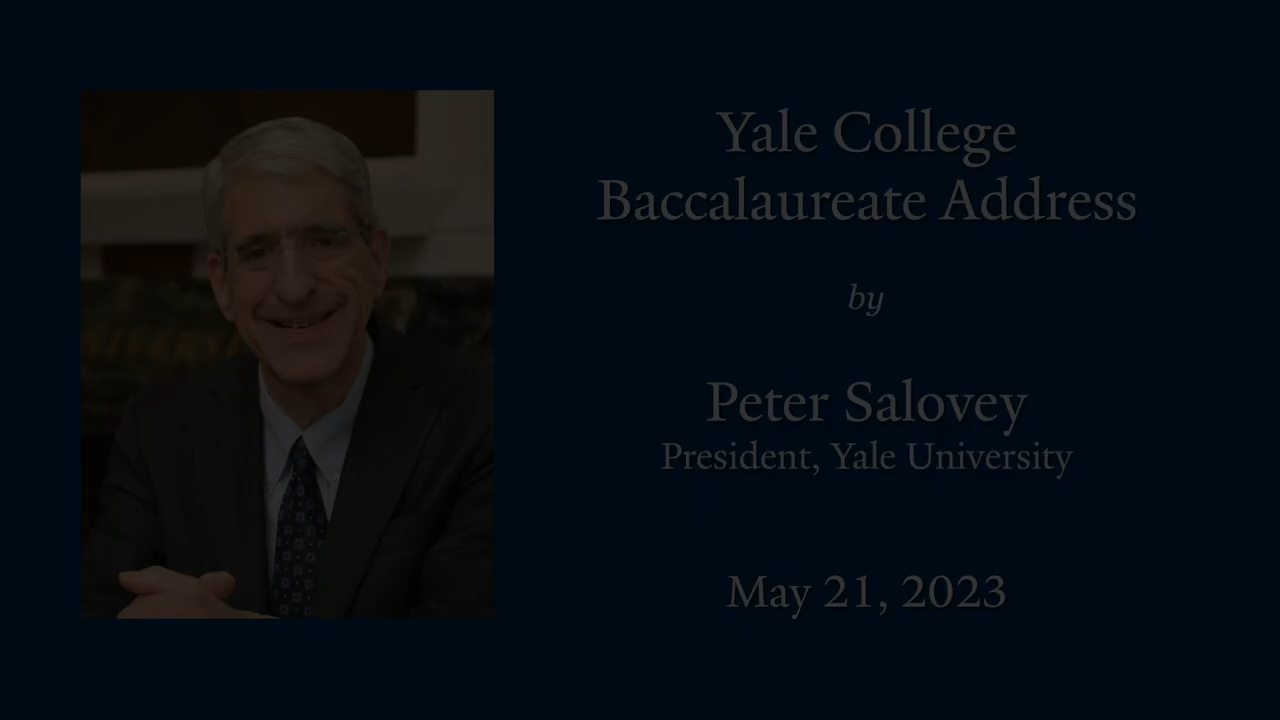 Yale College
Baccalaureate Address
by
Peter Salovey
President, Yale University
May 21, 2023